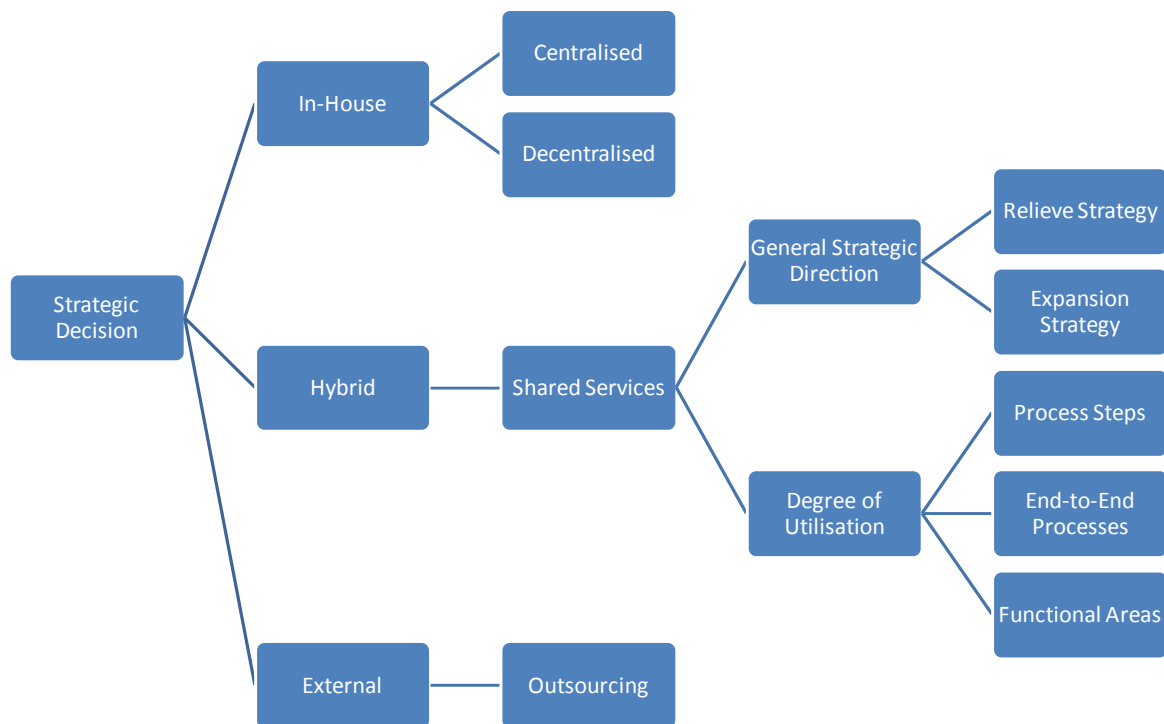 Strategic
Decision
In-House
Centralised
Decentralised
Hybrid
Shared Services
General Strategic
Direction
Relieve Strategy
Expansion
Strategy
Degree of
Utilisation
Process Steps
End-to-End
Processes
Functional Areas
External
Outsourcing